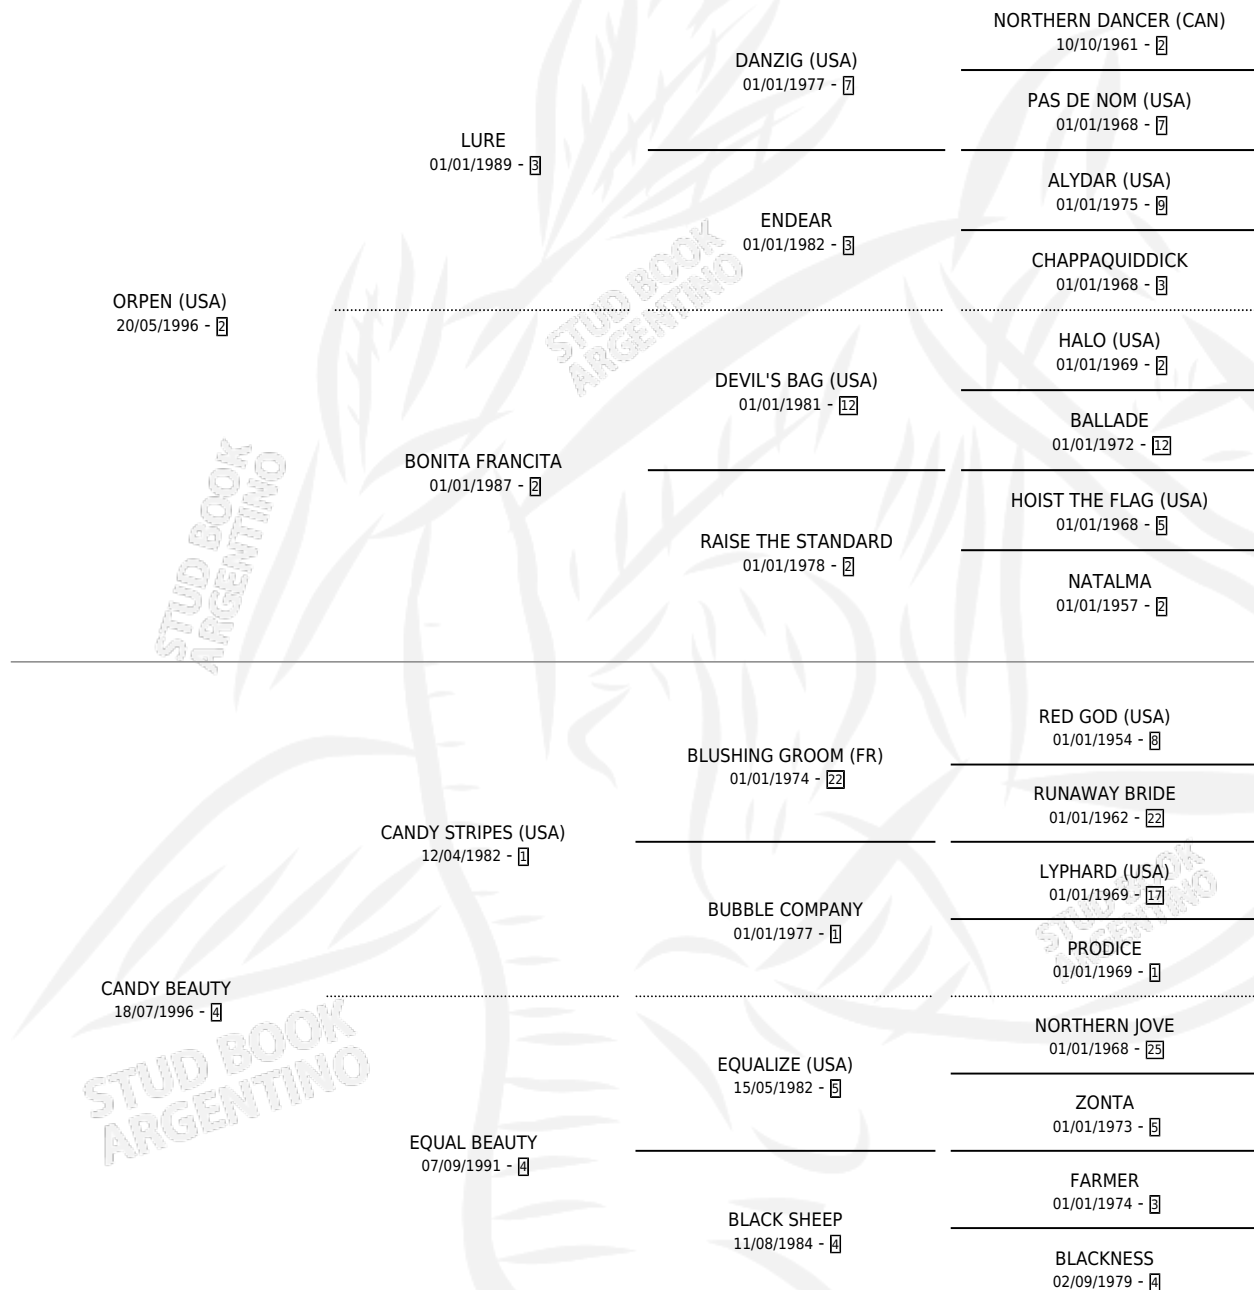 NORTHERN DANCER (CAN)
10/10/1961 - 2
DANZIG (USA)
01/01/1977 - 7
PAS DE NOM (USA)
01/01/1968 - 7
LURE
01/01/1989 - 3
ALYDAR (USA)
01/01/1975 - 9
ENDEAR
01/01/1982 - 3
CHAPPAQUIDDICK
01/01/1968 - 3
ORPEN (USA)
20/05/1996 - 2
STUD BOOK
ARGENTINO
HALO (USA)
01/01/1969 - 2
DEVIL'S BAG (USA)
01/01/1981 - 12
BALLADE
01/01/1972 - 12
BONITA FRANCITA
01/01/1987 - 2
HOIST THE FLAG (USA)
01/01/1968 - 5
RAISE THE STANDARD
01/01/1978 - 2
NATALMA
01/01/1957 - 2
STUD BOOK
ARGENTINO
RED GOD (USA)
01/01/1954 - 8
BLUSHING GROOM (FR)
01/01/1974 - 22
RUNAWAY BRIDE
01/01/1962 - 22
CANDY STRIPES (USA)
12/04/1982 - 1
LYPHARD (USA)
01/01/1969 - 17
BUBBLE COMPANY
01/01/1977 - 1
PRODICE
01/01/1969 - 1
STUD BOOK
ARGENTINO
CANDY BEAUTY
18/07/1996 - 4
STUD BOOK
ARGENTINO
NORTHERN JOVE
01/01/1968 - 25
EQUALIZE (USA)
15/05/1982 - 5
ZONTA
01/01/1973 - 5
EQUAL BEAUTY
07/09/1991 - 4
FARMER
01/01/1974 - 3
BLACK SHEEP
11/08/1984 - 4
BLACKNESS
02/09/1979 - 4